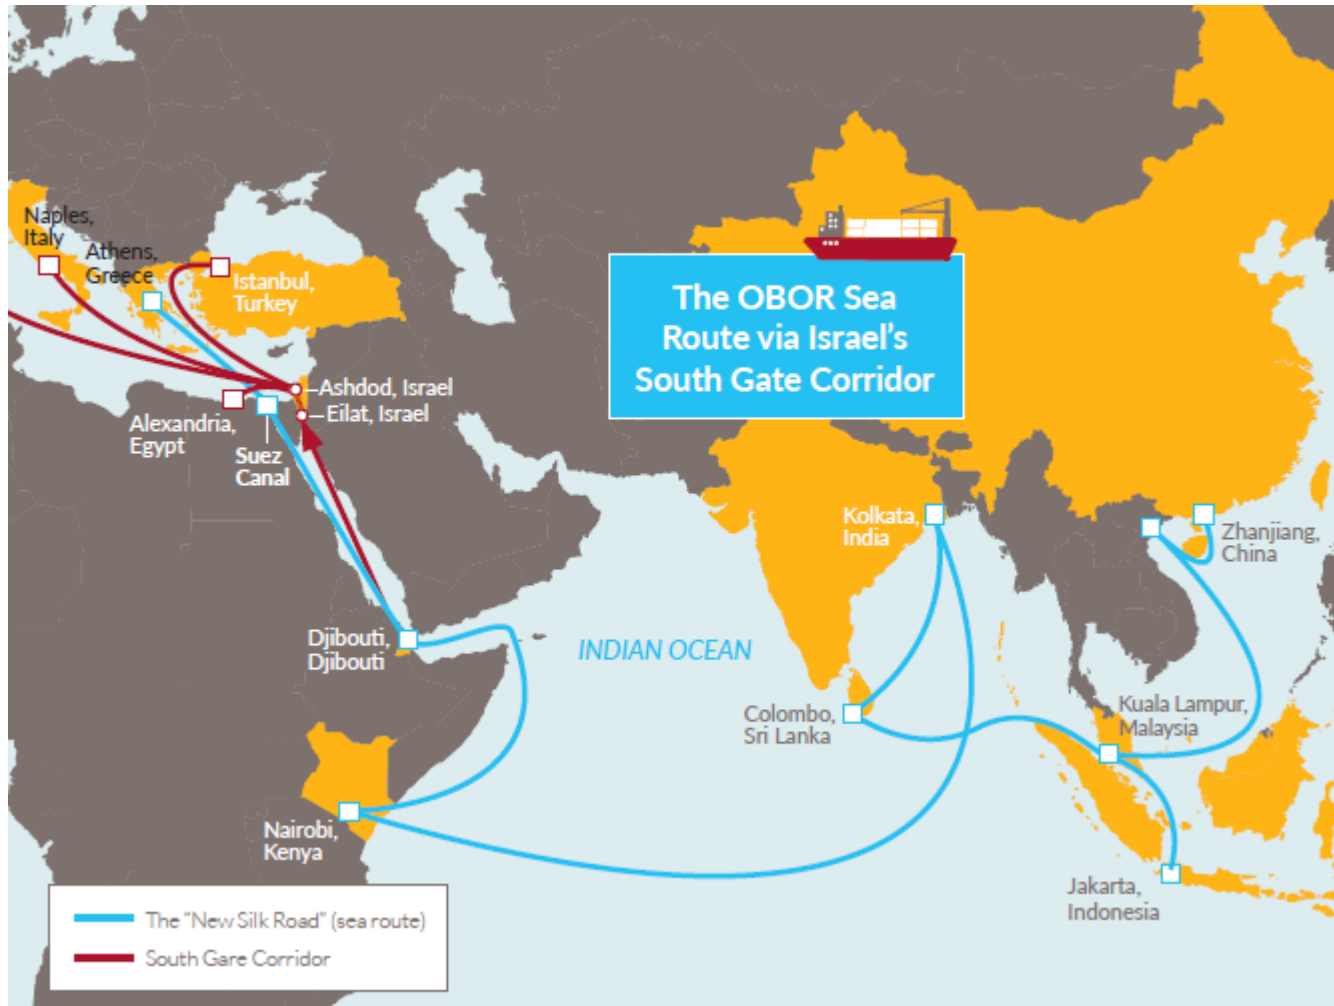 Naples,
Italy
Athens,
Greece
Istanbul,
Turkey
The OBOR Sea
Route via Israel's
South Gate Corridor
Ashdod, Israel
Eilat, Israel
Alexandria,
Egypt
Suez
Canal
Kolkata,
India
Zhanjiang,
China
Djibouti,
Djibouti
INDIAN OCEAN
Colombo,
Sri Lanka
Kuala Lampur,
Malaysia
Nairobi,
Kenya
Jakarta,
Indonesia
The “New Silk Road” (sea route)
South Gare Corridor